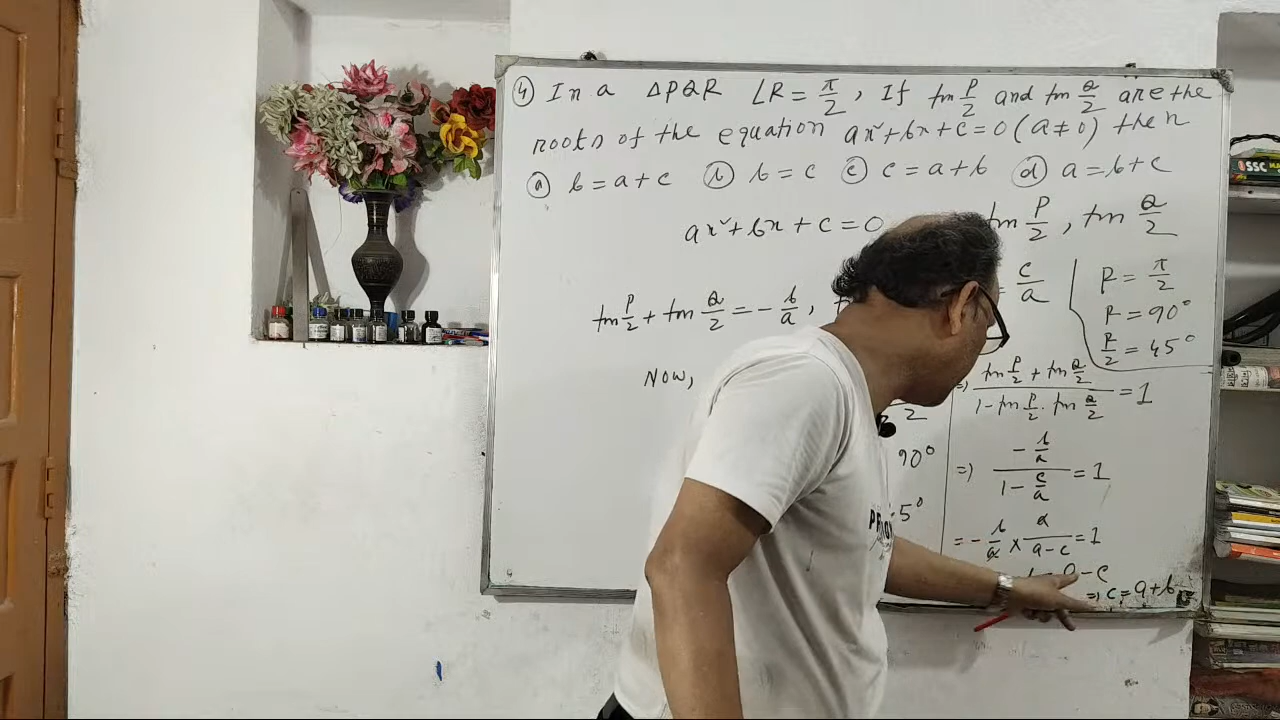 ④ In a ΔPQR ∠R = π/2, If tan P/2 and tan Q/2 are the
roots of the equation ax²+bx+c=0 (a≠0) then
ⓐ b=a+c ⓑ b=c ⓒ c=a+b ⓓ a=b+c
ax²+bx+c=0 tan P/2, tan Q/2
tan P/2 + tan Q/2 = -b/a, = c/a
R = π/2
R = 90°
R/2 = 45°
Now,
2
90°
5°
⇒ (tan P/2 + tan Q/2)/(1 - tan P/2 . tan Q/2) = 1
⇒ (-b/a)/(1 - c/a) = 1
= -b/a × a/(a-c) = 1
a-c
⇒ c=a+b
SSC